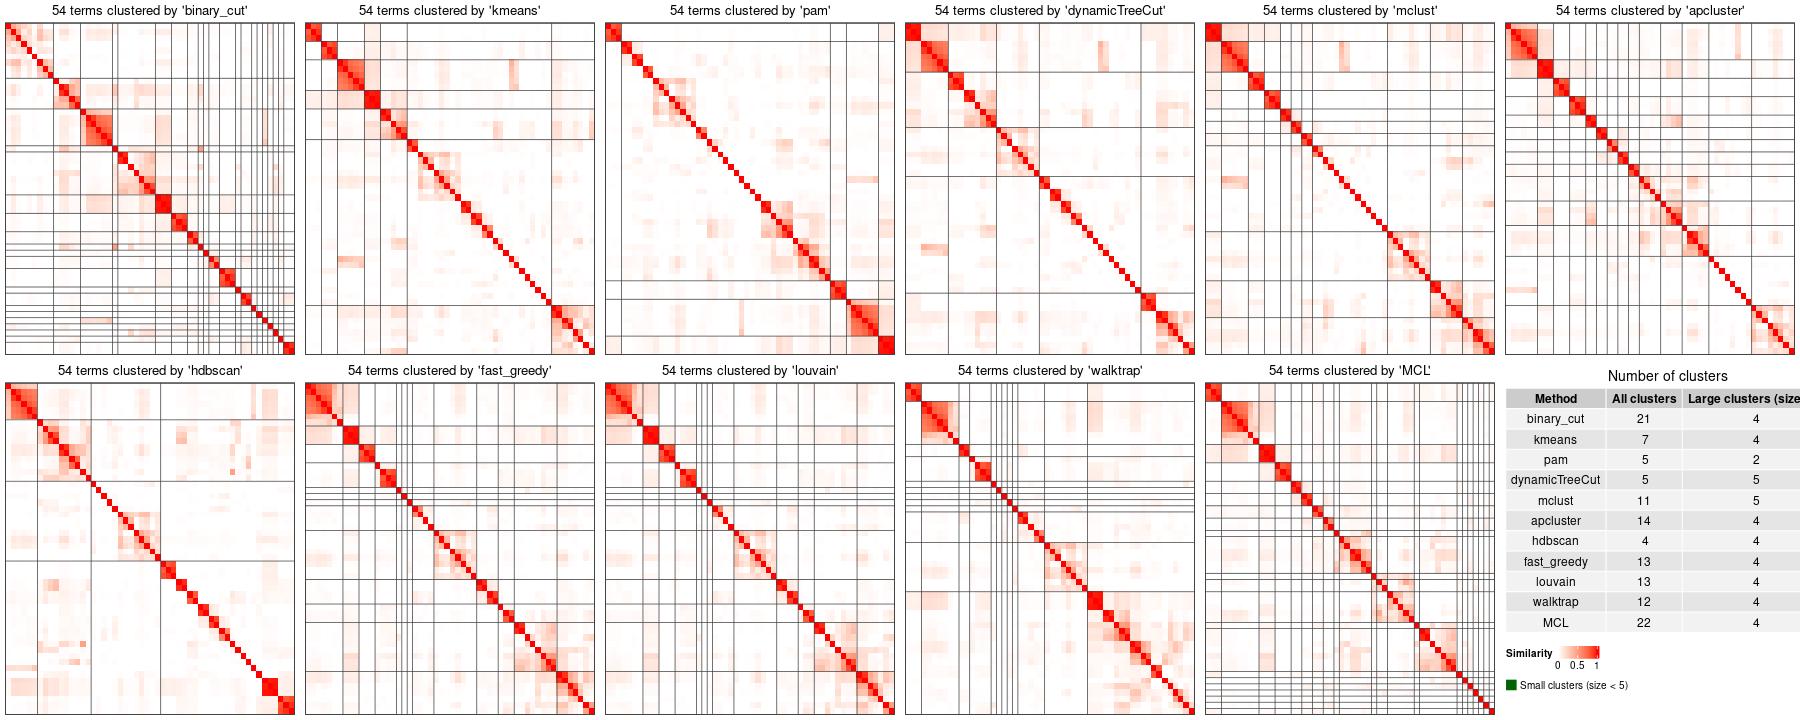 54 terms clustered by 'binary_cut'
54 terms clustered by 'kmeans'
54 terms clustered by 'pam'
54 terms clustered by 'dynamicTreeCut'
54 terms clustered by 'mclust'
54 terms clustered by 'apcluster'
54 terms clustered by 'hdbscan'
54 terms clustered by 'fast_greedy'
54 terms clustered by 'louvain'
54 terms clustered by 'walktrap'
54 terms clustered by 'MCL'
Number of clusters
Method All clusters Large clusters (size
binary_cut 21 4
kmeans 7 4
pam 5 2
dynamicTreeCut 5 5
mclust 11 5
apcluster 14 4
hdbscan 4 4
fast_greedy 13 4
louvain 13 4
walktrap 12 4
MCL 22 4
Similarity
0 0.5 1
Small clusters (size < 5)